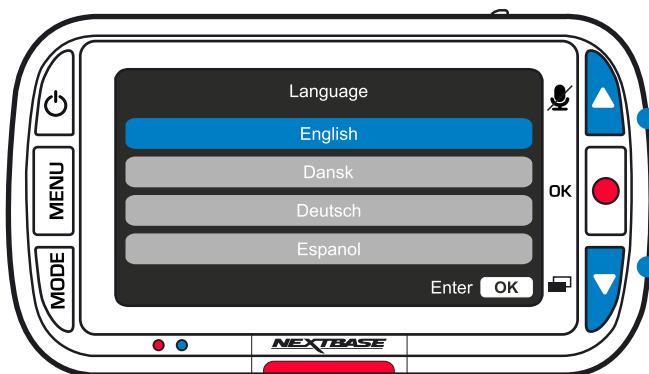 Language
English
Dansk
Deutsch
Espanol
Enter OK
MENU
MODE
OK
NEXTBASE